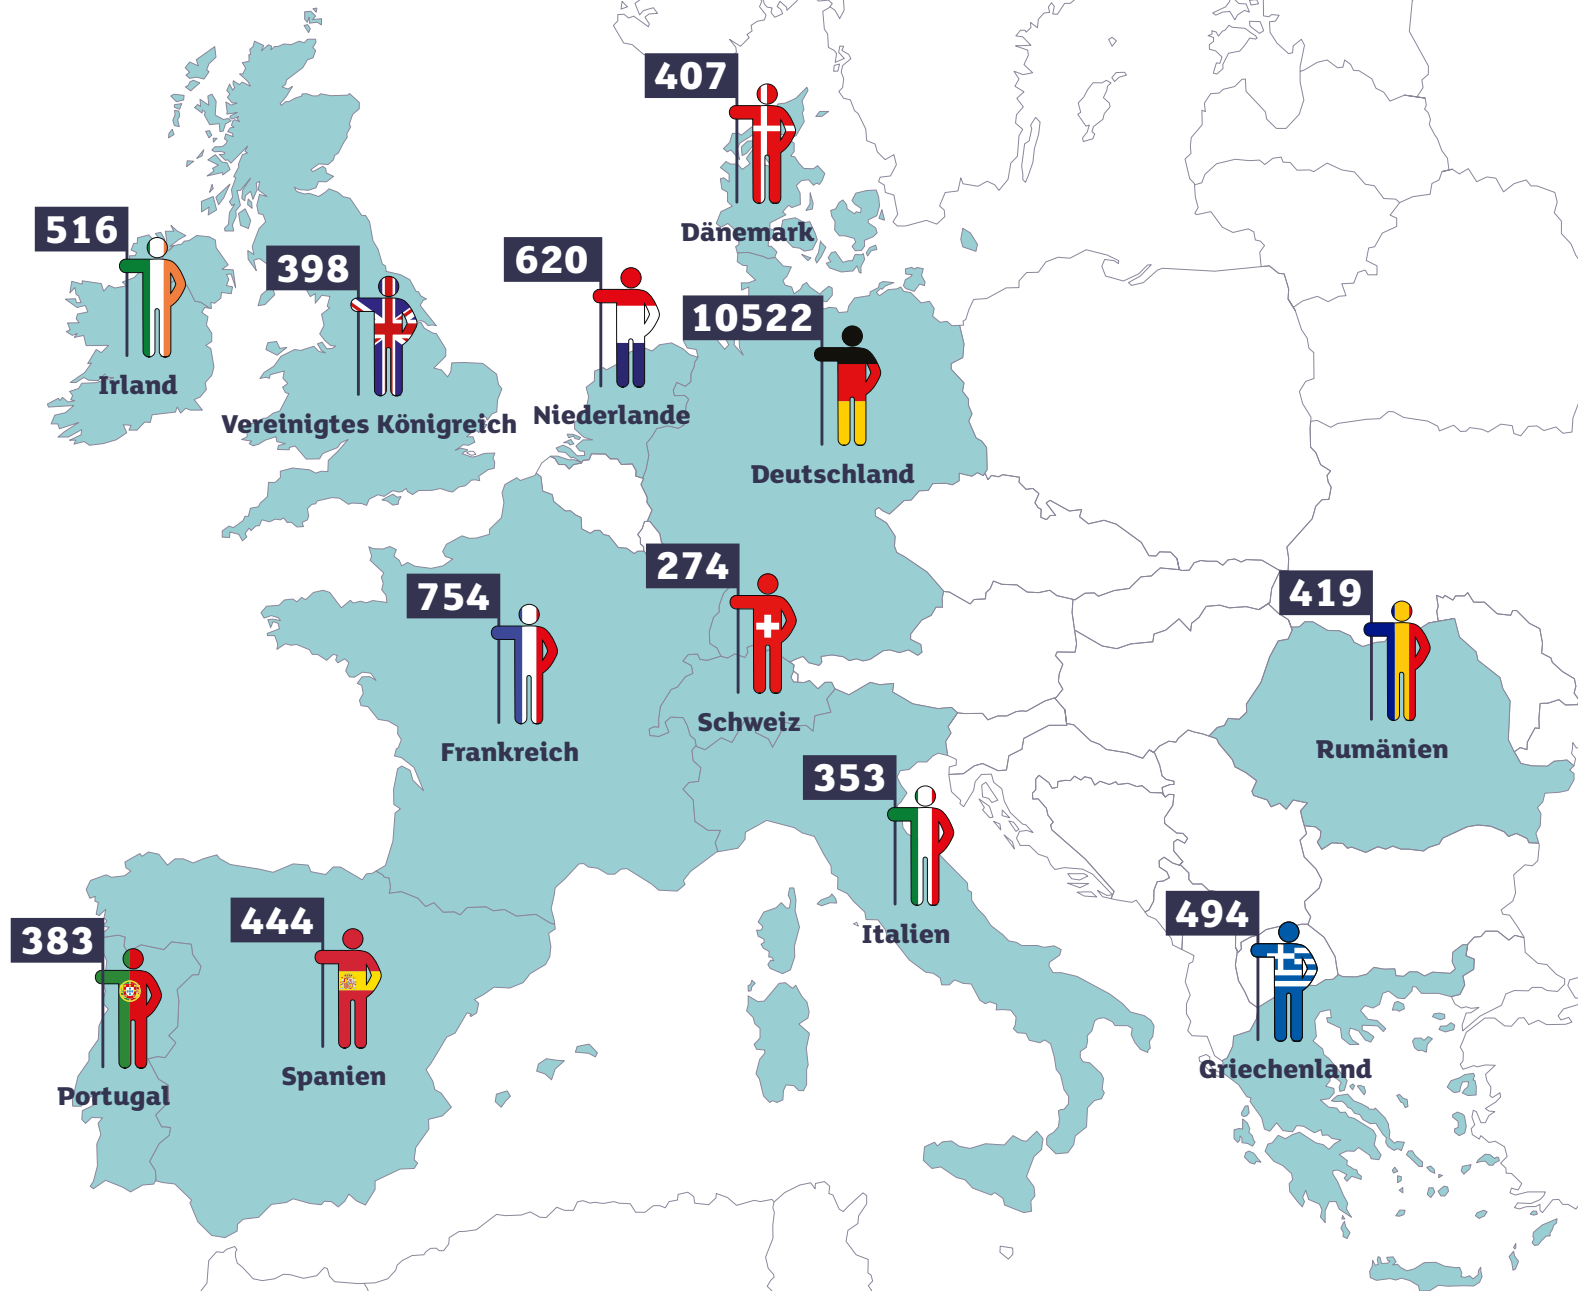 407
Dänemark
516
Irland
398
Vereinigtes Königreich
620
Niederlande
10522
Deutschland
754
Frankreich
274
Schweiz
419
Rumänien
353
Italien
383
Portugal
444
Spanien
494
Griechenland